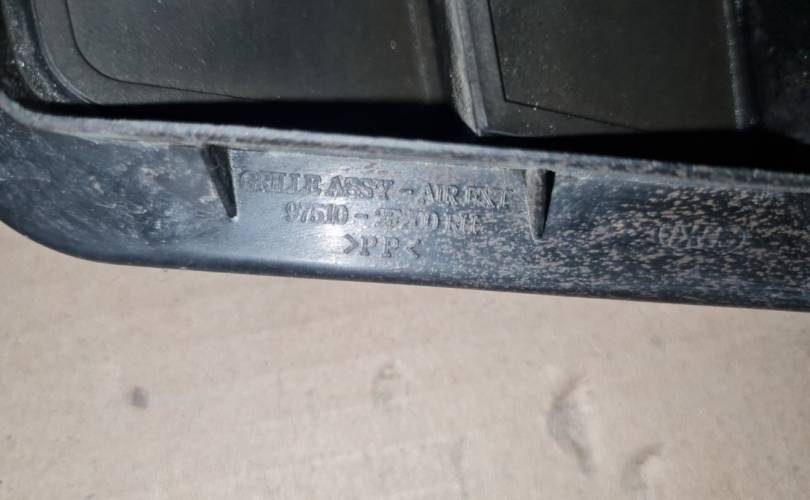 GRILLE ASSY - AIR EXT
97510 -
>PP<